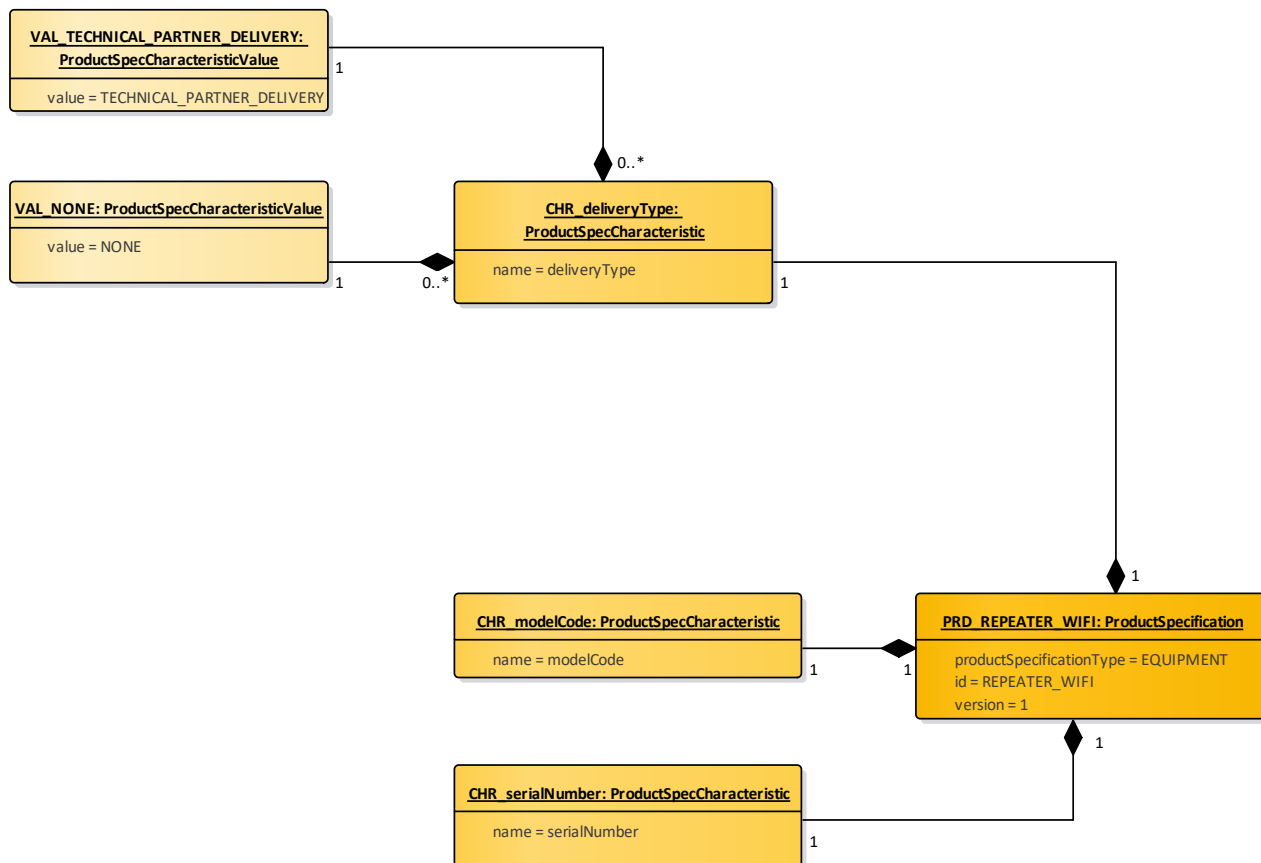 VAL_TECHNICAL_PARTNER_DELIVERY:
ProductSpecCharacteristicValue
value = TECHNICAL_PARTNER_DELIVERY
1
0..*
VAL_NONE: ProductSpecCharacteristicValue
value = NONE
1
0..*
CHR_deliveryType:
ProductSpecCharacteristic
name = deliveryType
1
1
CHR_modelCode: ProductSpecCharacteristic
name = modelCode
1
1
PRD_REPEATER_WIFI: ProductSpecification
productSpecificationType = EQUIPMENT
id = REPEATER_WIFI
version = 1
1
CHR_serialNumber: ProductSpecCharacteristic
name = serialNumber
1